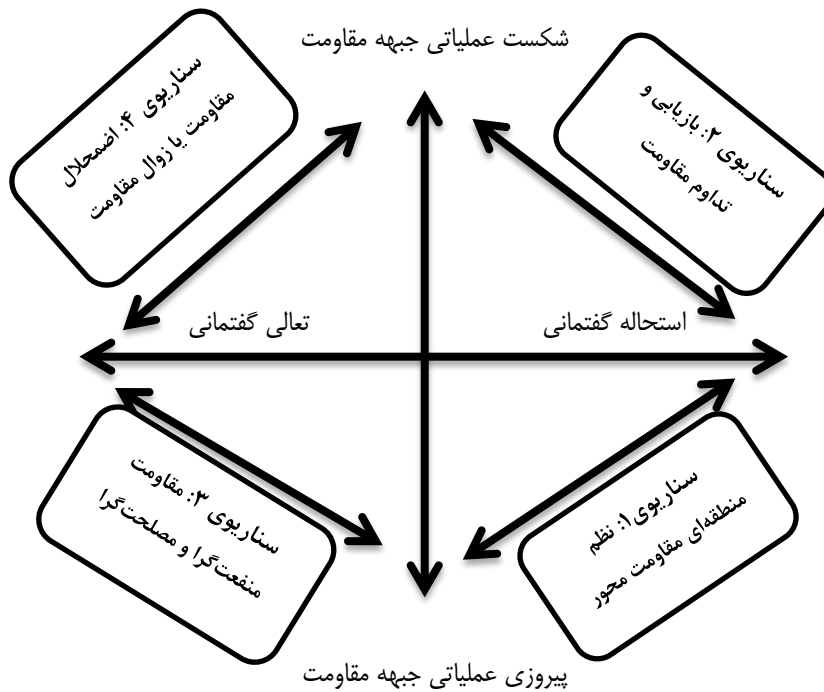 شکست عملیاتی جبهه مقاومت
سناریوی ۲: بازیابی و
تداوم مقاومت
سناریوی ۴: اضمحلال
مقاومت یا زوال مقاومت
استحاله گفتمانی
تعالی گفتمانی
سناریوی ۱: نظم
منطقه‌ای مقاومت محور
سناریوی ۳: مقاومت
منفعت‌گرا و مصلحت‌گرا
پیروزی عملیاتی جبهه مقاومت